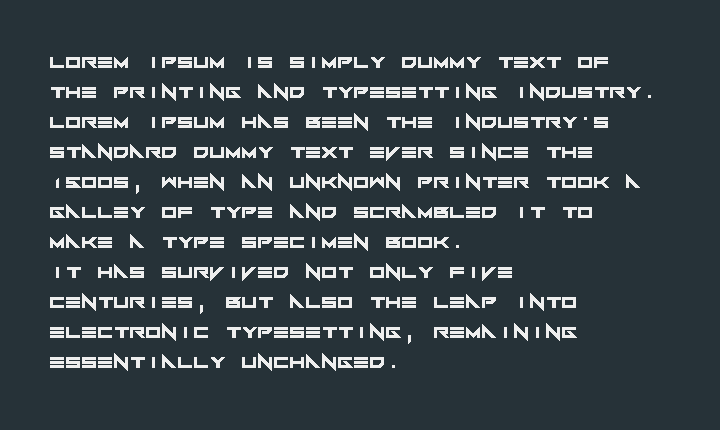 LOREM IPSUM IS SIMPLY DUMMY TEXT OF
THE PRINTING AND TYPESETTING INDUSTRY.
LOREM IPSUM HAS BEEN THE INDUSTRY'S
STANDARD DUMMY TEXT EVER SINCE THE
1500S, WHEN AN UNKNOWN PRINTER TOOK A
GALLEY OF TYPE AND SCRAMBLED IT TO
MAKE A TYPE SPECIMEN BOOK.
IT HAS SURVIVED NOT ONLY FIVE
CENTURIES, BUT ALSO THE LEAP INTO
ELECTRONIC TYPESETTING, REMAINING
ESSENTIALLY UNCHANGED.